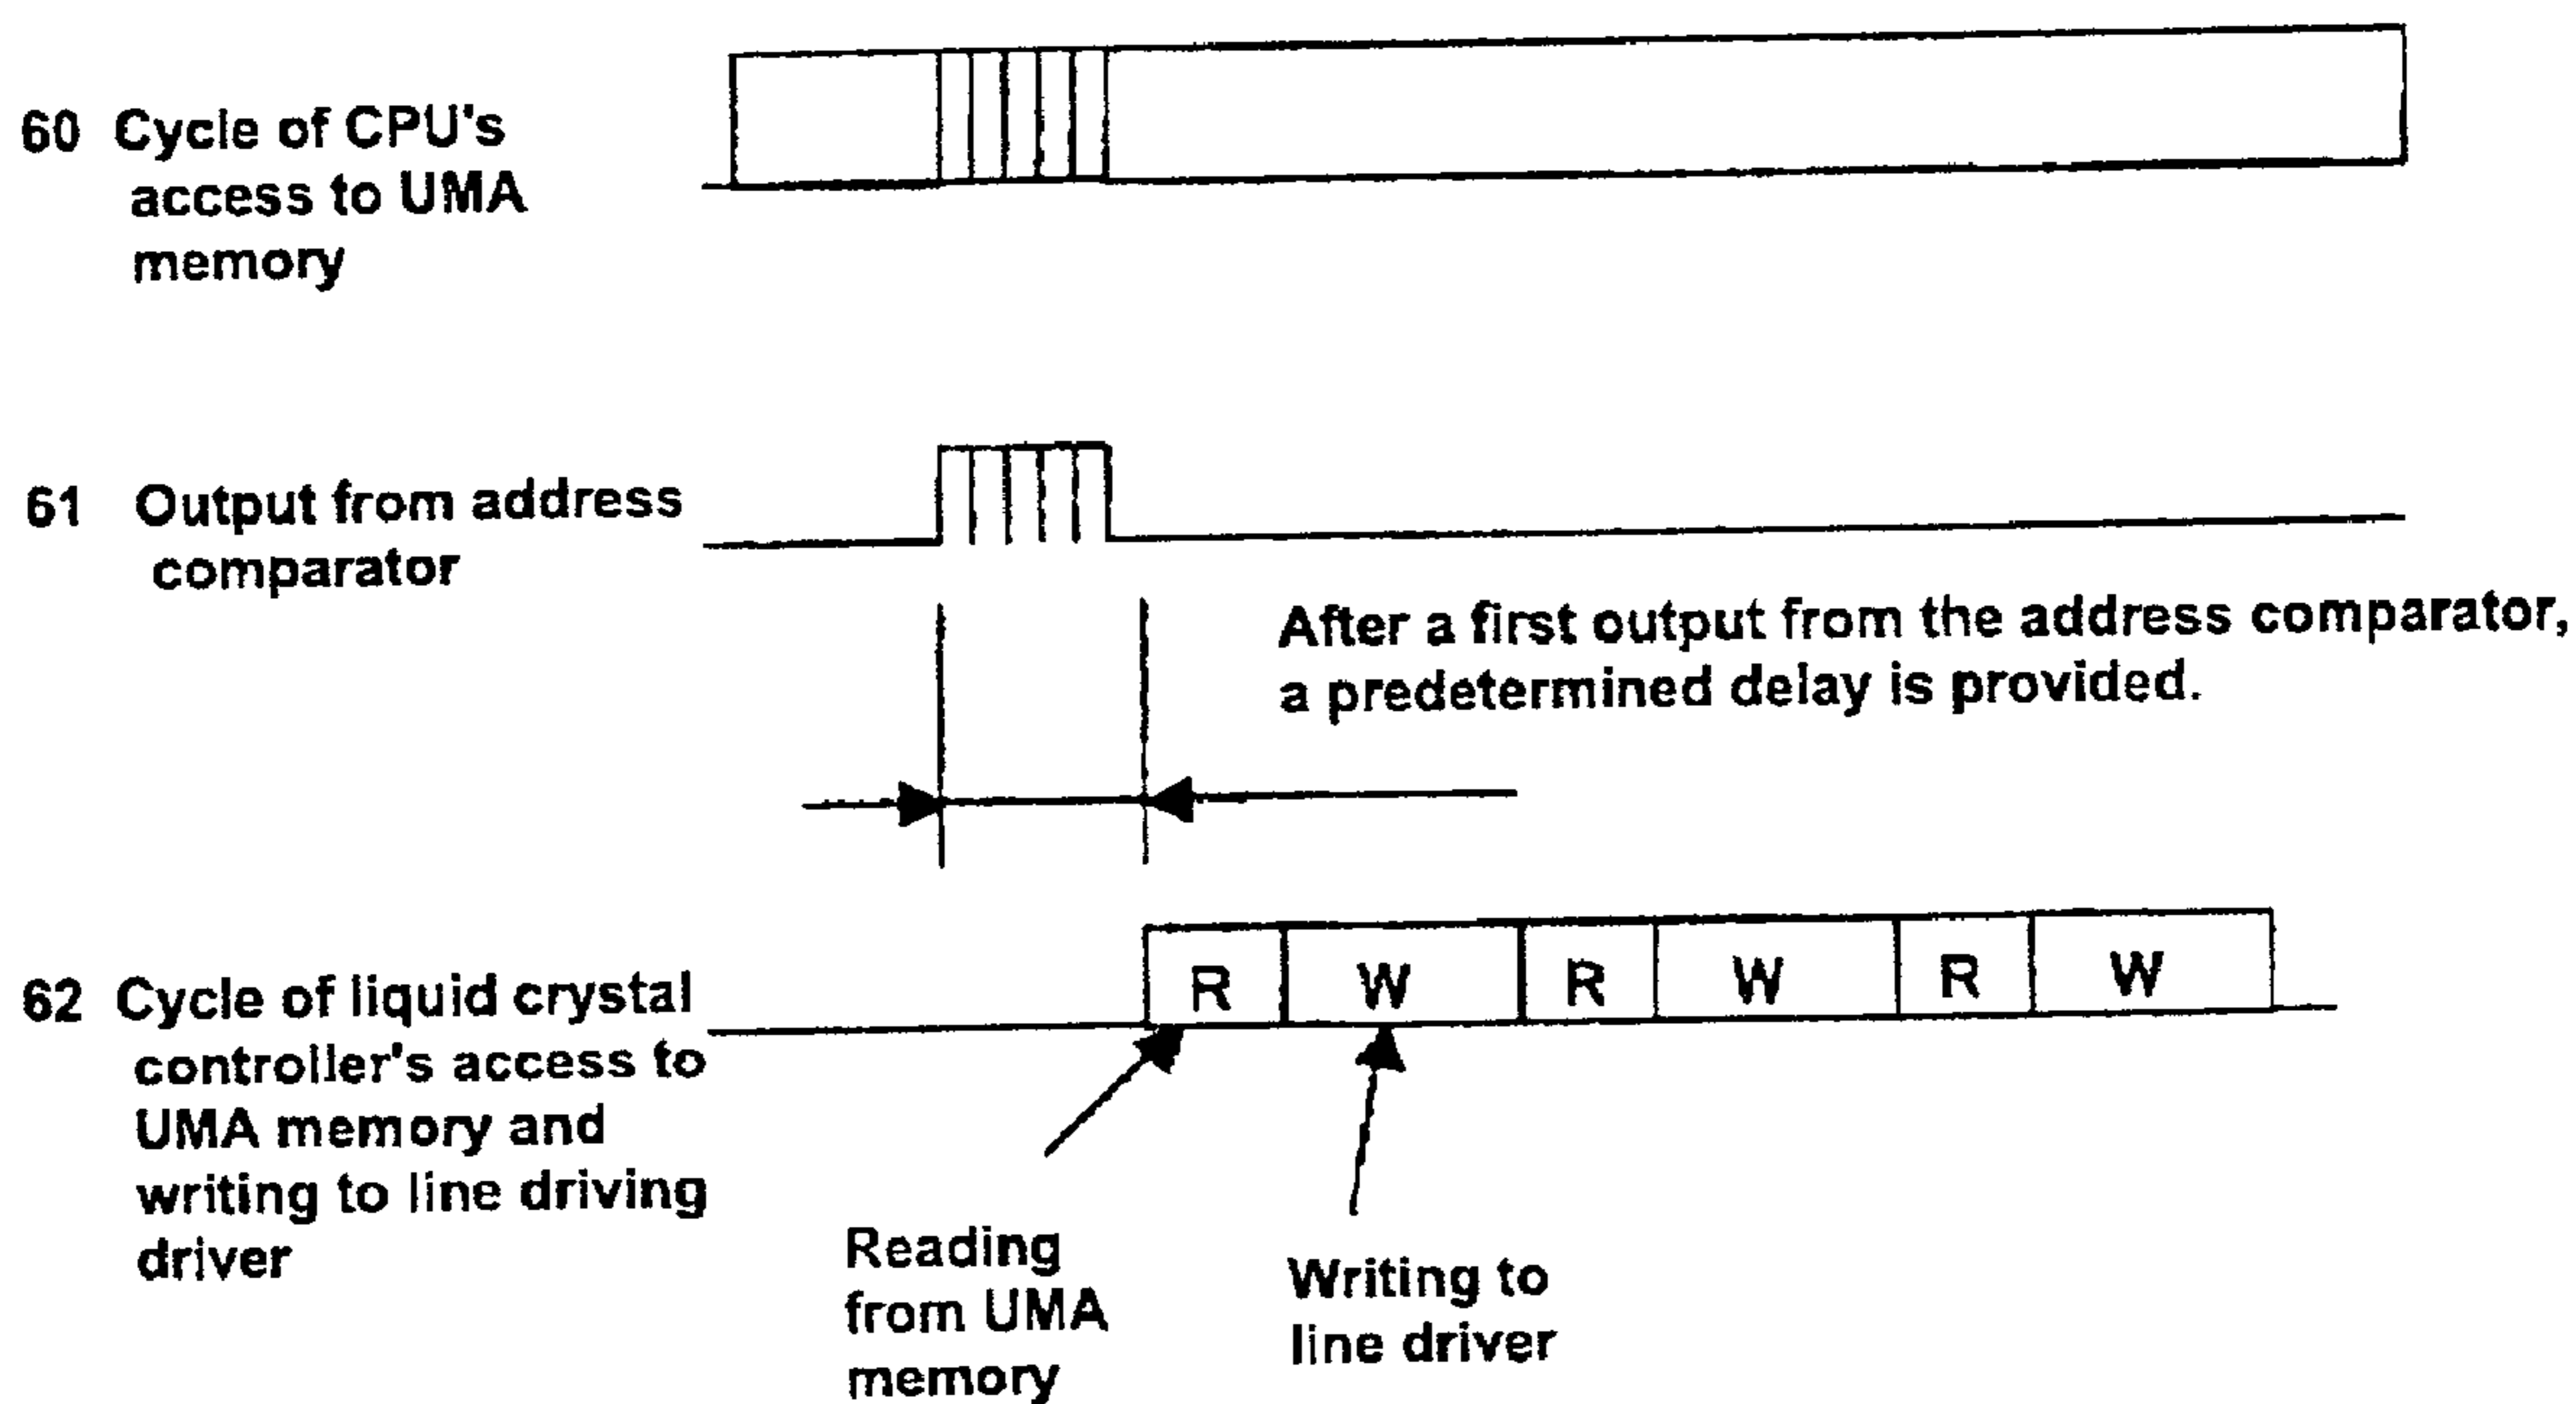 60 Cycle of CPU's
access to UMA
memory
61 Output from address
comparator
After a first output from the address comparator,
a predetermined delay is provided.
62 Cycle of liquid crystal
controller's access to
UMA memory and
writing to line driving
driver
R W R W R W
Reading
from UMA
memory
Writing to
line driver